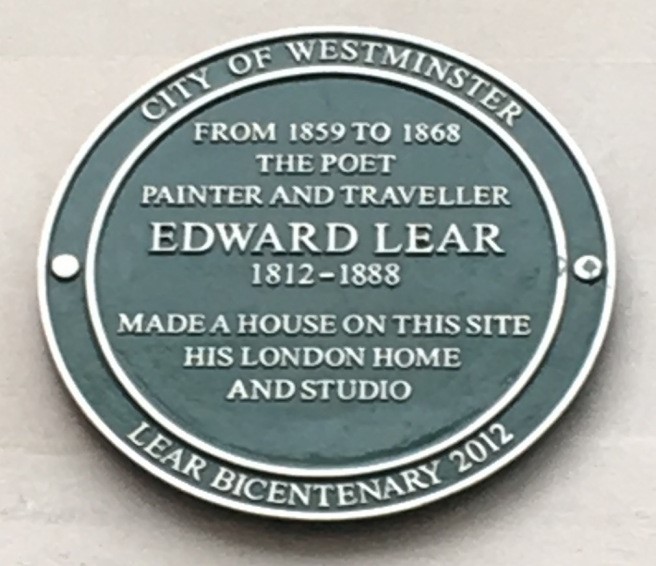 CITY OF WESTMINSTER
FROM 1859 TO 1868
THE POET
PAINTER AND TRAVELLER
EDWARD LEAR
1812-1888
MADE A HOUSE ON THIS SITE
HIS LONDON HOME
AND STUDIO
LEAR BICENTENARY 2012